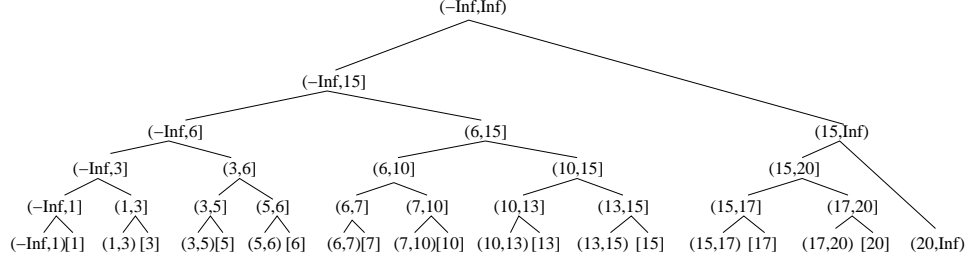 (−Inf,Inf)
(−Inf,15]
(−Inf,6] (6,15] (15,Inf)
(−Inf,3] (3,6] (6,10] (10,15] (15,20]
(−Inf,1] (1,3] (3,5] (5,6] (6,7] (7,10] (10,13] (13,15] (15,17] (17,20]
(−Inf,1)[1] (1,3) [3] (3,5)[5] (5,6) [6] (6,7)[7] (7,10)[10] (10,13) [13] (13,15) [15] (15,17) [17] (17,20) [20] (20,Inf)